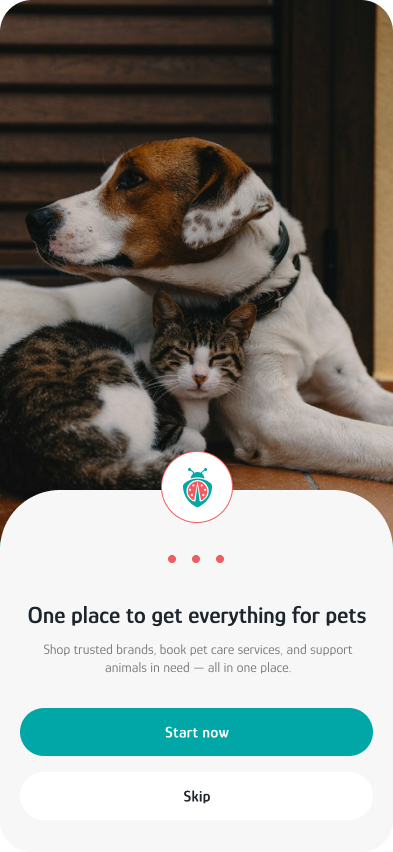 One place to get everything for pets
Shop trusted brands, book pet care services, and support
animals in need — all in one place.
Start now
Skip